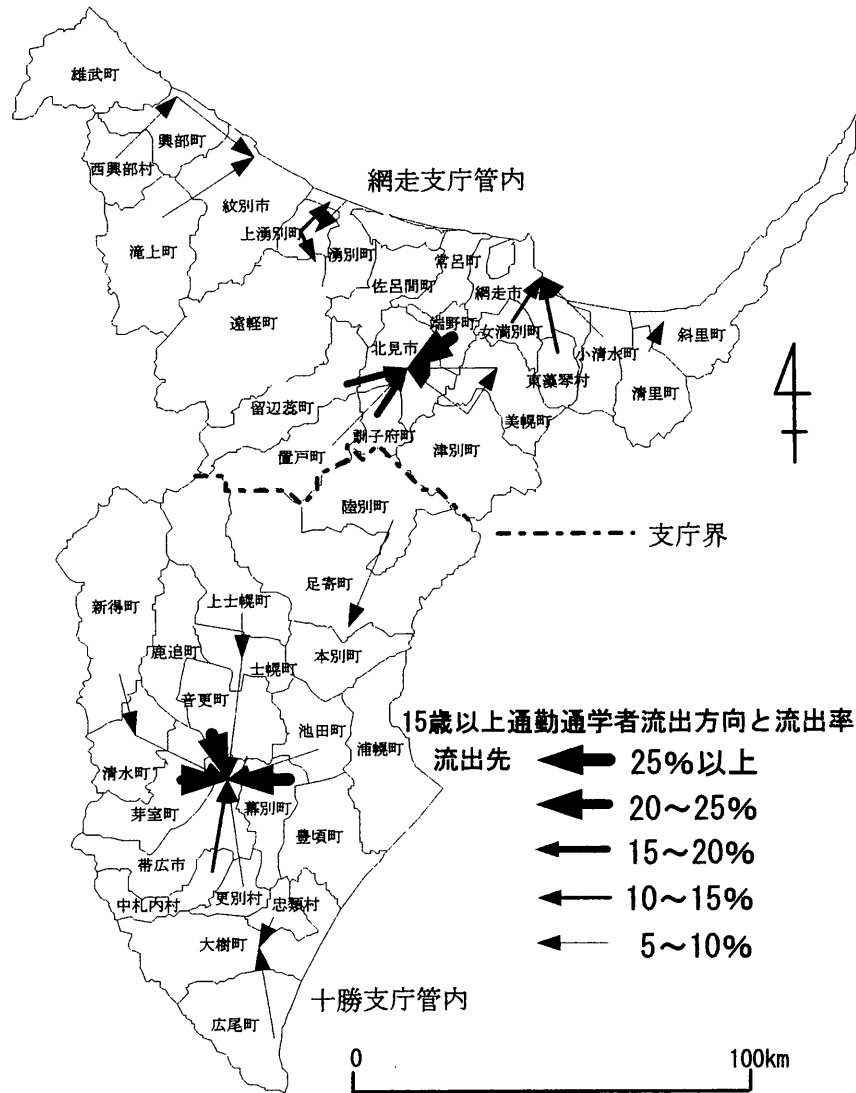 雄武町
興部町
西興部村
網走支庁管内
紋別市
上湧別町
湧別町
滝上町
常呂町
佐呂間町
網走市
遠軽町
端野町
女満別町
北見市
斜里町
小清水町
東藻琴村
清里町
留辺蘂町
美幌町
訓子府町
津別町
置戸町
陸別町
支庁界
足寄町
上士幌町
新得町
鹿追町
本別町
士幌町
音更町
15歳以上通勤通学者流出方向と流出率
池田町
浦幌町
流出先
25%以上
清水町
20～25%
幕別町
芽室町
豊頃町
15～20%
帯広市
10～15%
更別村
忠類村
中札内村
大樹町
5～10%
十勝支庁管内
広尾町
0
100km